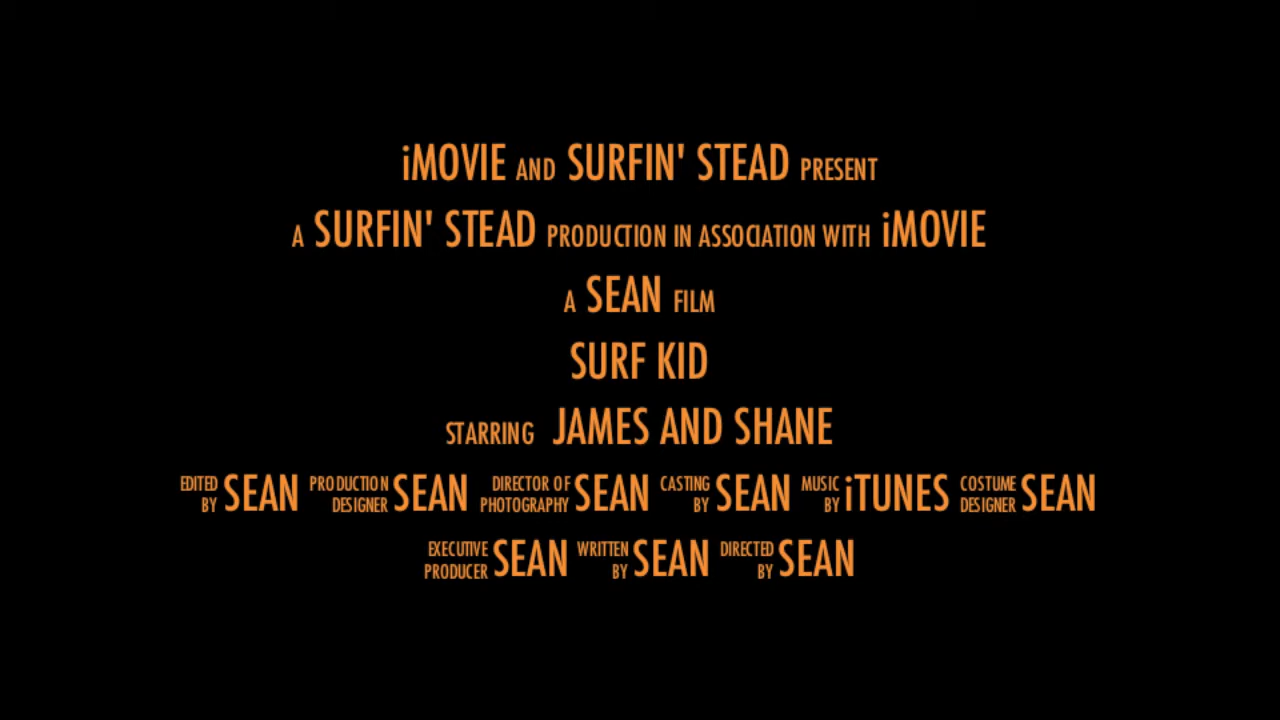 iMOVIE AND SURFIN' STEAD PRESENT
A SURFIN' STEAD PRODUCTION IN ASSOCIATION WITH iMOVIE
A SEAN FILM
SURF KID
STARRING JAMES AND SHANE
EDITED BY SEAN PRODUCTION DESIGNER SEAN DIRECTOR OF PHOTOGRAPHY SEAN CASTING BY SEAN MUSIC BY iTUNES COSTUME DESIGNER SEAN
EXECUTIVE PRODUCER SEAN WRITTEN BY SEAN DIRECTED BY SEAN